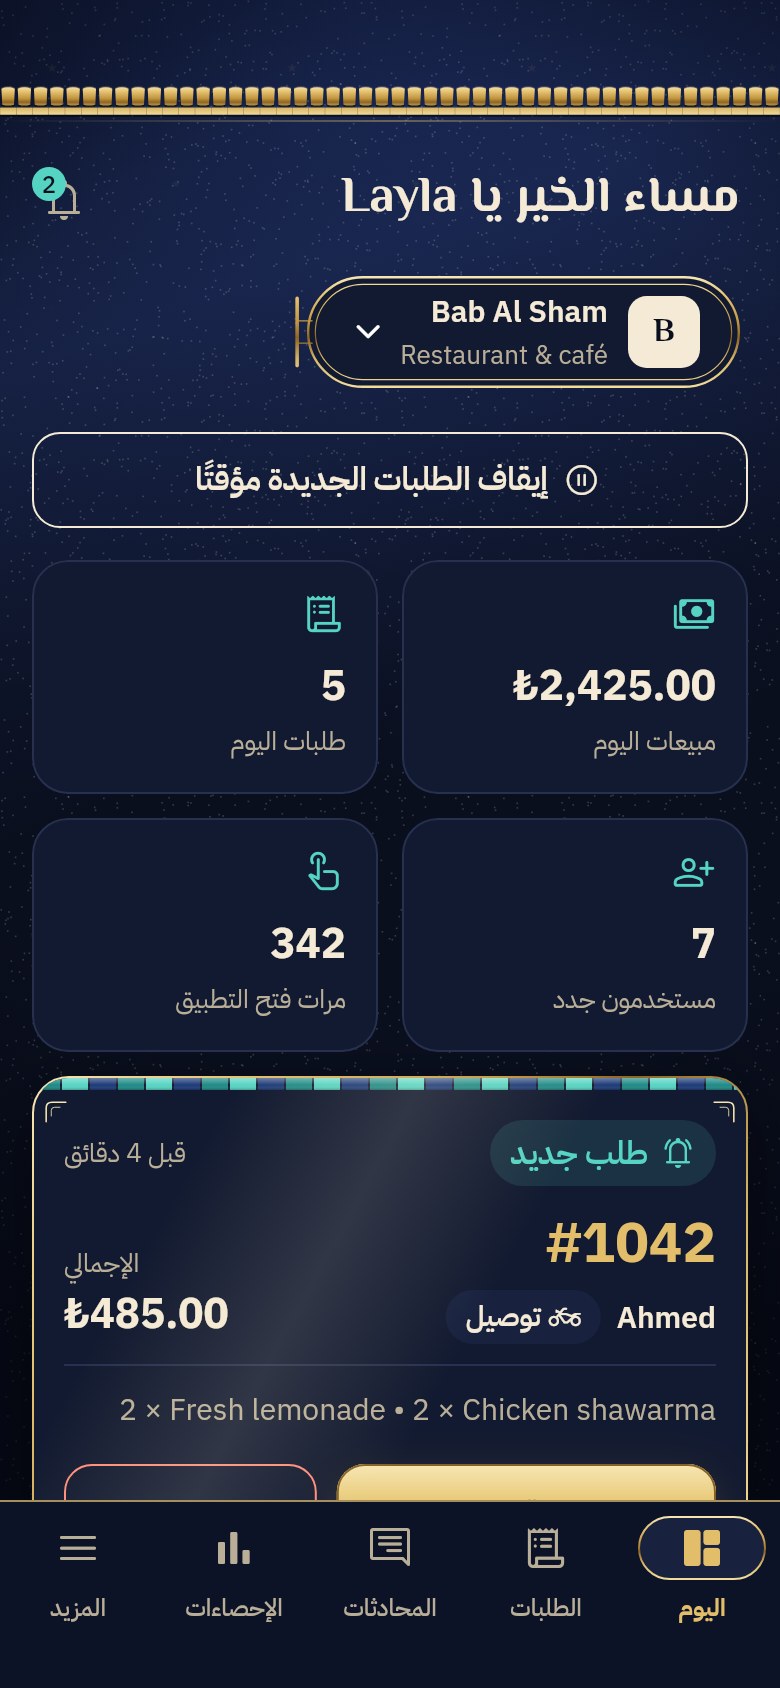 مساء الخير يا Layla
2
B
Bab Al Sham
Restaurant & café
إيقاف الطلبات الجديدة مؤقتًا
₺2,425.00
مبيعات اليوم
5
طلبات اليوم
7
مستخدمون جدد
342
مرات فتح التطبيق
طلب جديد
قبل 4 دقائق
#1042
الإجمالي
Ahmed
توصيل
₺485.00
2 × Fresh lemonade • 2 × Chicken shawarma
اليوم
الطلبات
المحادثات
الإحصاءات
المزيد